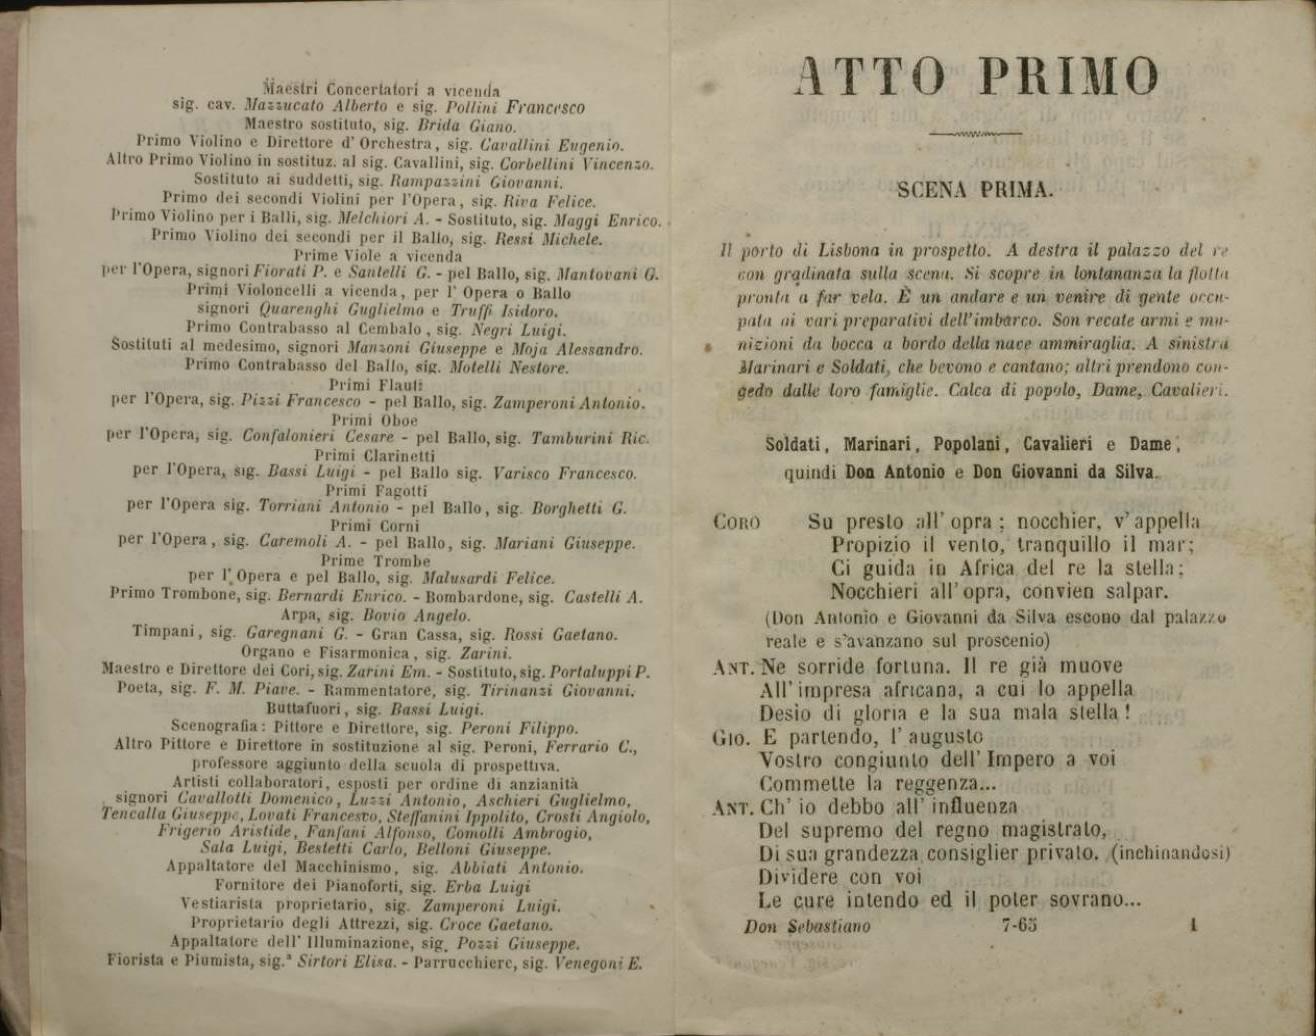 Maestri Concertatori a vicenda
sig. cav. Mazzucato Alberto e sig. Pollini Francesco
Maestro sostituto, sig. Brida Giano.
Primo Violino e Direttore d' Orchestra, sig. Cavallini Eugenio.
Altro Primo Violino in sostituz. al sig. Cavallini, sig. Corbellini Vincenzo.
Sostituto ai suddetti, sig. Rampazzini Giovanni.
Primo dei secondi Violini per l'Opera, sig. Riva Felice.
Primo Violino per i Balli, sig. Melchiori A. - Sostituto, sig. Maggi Enrico.
Primo Violino dei secondi per il Ballo, sig. Ressi Michele.
Prime Viole a vicenda
per l'Opera, signori Fiorati P. e Santelli G. - pel Ballo, sig. Mantovani G.
Primi Violoncelli a vicenda, per l' Opera o Ballo
signori Quarenghi Guglielmo e Truffi Isidoro.
Primo Contrabasso al Cembalo, sig. Negri Luigi.
Sostituti al medesimo, signori Manzoni Giuseppe e Moja Alessandro.
Primo Contrabasso del Ballo, sig. Motelli Nestore.
Primi Flauti
per l'Opera, sig. Pizzi Francesco - pel Ballo, sig. Zamperoni Antonio.
Primi Oboe
per l'Opera, sig. Confalonieri Cesare - pel Ballo, sig. Tamburini Ric.
Primi Clarinetti
per l'Opera, sig. Bassi Luigi - pel Ballo sig. Varisco Francesco.
Primi Fagotti
per l'Opera sig. Torriani Antonio - pel Ballo, sig. Borghetti G.
Primi Corni
per l'Opera, sig. Caremoli A. - pel Ballo, sig. Mariani Giuseppe.
Prime Trombe
per l' Opera e pel Ballo, sig. Malusardi Felice.
Primo Trombone, sig. Bernardi Enrico. - Bombardone, sig. Castelli A.
Arpa, sig. Bovio Angelo.
Timpani, sig. Garegnani G. - Gran Cassa, sig. Rossi Gaetano.
Organo e Fisarmonica, sig. Zarini.
Maestro e Direttore dei Cori, sig. Zarini Em. - Sostituto, sig. Portaluppi P.
Poeta, sig. F. M. Piave. - Rammentatore, sig. Tirinanzi Giovanni.
Buttafuori, sig. Bassi Luigi.
Scenografia: Pittore e Direttore, sig. Peroni Filippo.
Altro Pittore e Direttore in sostituzione al sig. Peroni, Ferrario C.,
professore aggiunto della scuola di prospettiva.
Artisti collaboratori, esposti per ordine di anzianità
signori Cavallotti Domenico, Luzzi Antonio, Aschieri Guglielmo,
Tencalla Giuseppe, Lovati Francesco, Steffanini Ippolito, Crosti Angiolo,
Frigerio Aristide, Fanfani Alfonso, Comolli Ambrogio,
Sala Luigi, Bestetti Carlo, Belloni Giuseppe.
Appaltatore del Macchinismo, sig. Abbiati Antonio.
Fornitore dei Pianoforti, sig. Erba Luigi
Vestiarista proprietario, sig. Zamperoni Luigi.
Proprietario degli Attrezzi, sig. Croce Gaetano.
Appaltatore dell' Illuminazione, sig. Pozzi Giuseppe.
Fiorista e Piumista, sig.ª Sirtori Elisa. - Parrucchiere, sig. Venegoni E.
ATTO PRIMO
SCENA PRIMA.
Il porto di Lisbona in prospetto. A destra il palazzo del re
con gradinata sulla scena. Si scopre in lontananza la flotta
pronta a far vela. È un andare e un venire di gente occu-
pata ai vari preparativi dell'imbarco. Son recate armi e mu-
nizioni da bocca a bordo della nave ammiraglia. A sinistra
Marinari e Soldati, che bevono e cantano; altri prendono con-
gedo dalle loro famiglie. Calca di popolo, Dame, Cavalieri.
Soldati, Marinari, Popolani, Cavalieri e Dame,
quindi Don Antonio e Don Giovanni da Silva.
CORO Su presto all' opra; nocchier, v' appella
Propizio il vento, tranquillo il mar;
Ci guida in Africa del re la stella;
Nocchieri all' opra, convien salpar.
(Don Antonio e Giovanni da Silva escono dal palazzo
reale e s'avanzano sul proscenio)
ANT. Ne sorride fortuna. Il re già muove
All' impresa africana, a cui lo appella
Desìo di gloria e la sua mala stella!
GIO. E partendo, l' augusto
Vostro congiunto dell' Impero a voi
Commette la reggenza...
ANT. Ch' io debbo all' influenza
Del supremo del regno magistrato,
Di sua grandezza consiglier privato. (inchinandosi)
Dividere con voi
Le cure intendo ed il poter sovrano...
Don Sebastiano 7-65 1